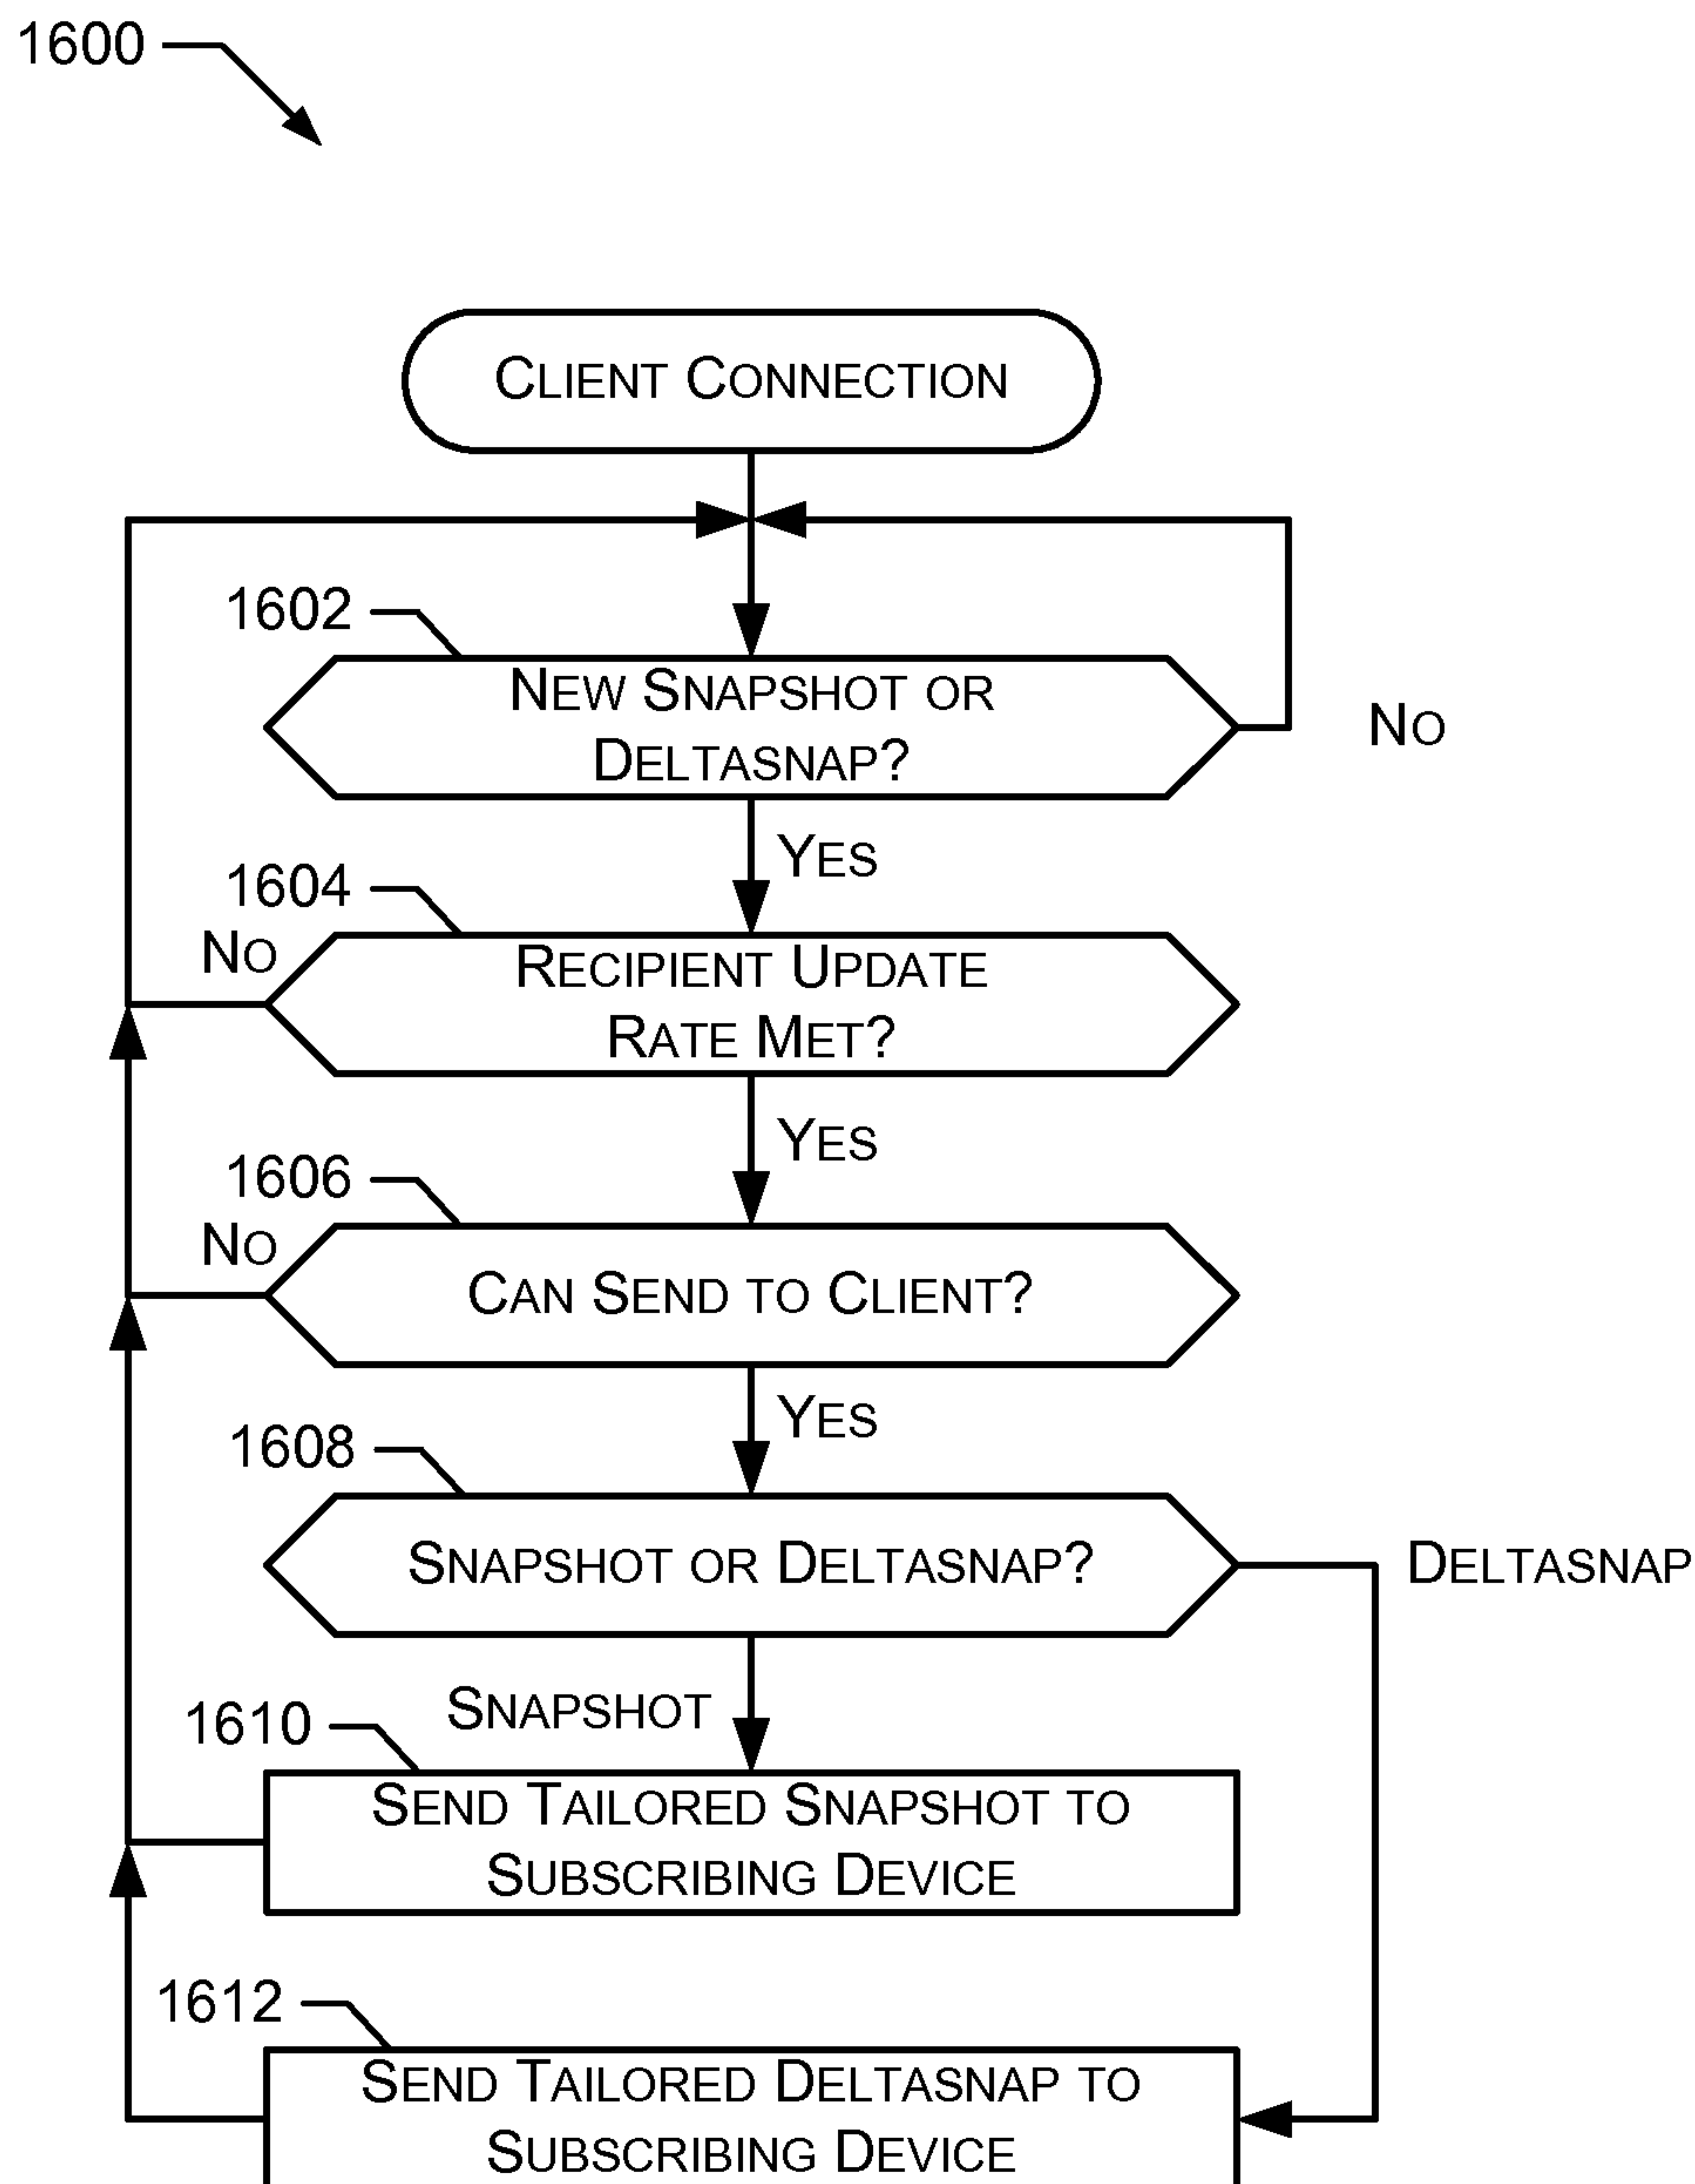 1600
CLIENT CONNECTION
1602
NEW SNAPSHOT OR
DELTASNAP?
NO
YES
1604
NO
RECIPIENT UPDATE
RATE MET?
YES
1606
NO
CAN SEND TO CLIENT?
YES
1608
SNAPSHOT OR DELTASNAP?
DELTASNAP
SNAPSHOT
1610
SEND TAILORED SNAPSHOT TO
SUBSCRIBING DEVICE
1612
SEND TAILORED DELTASNAP TO
SUBSCRIBING DEVICE